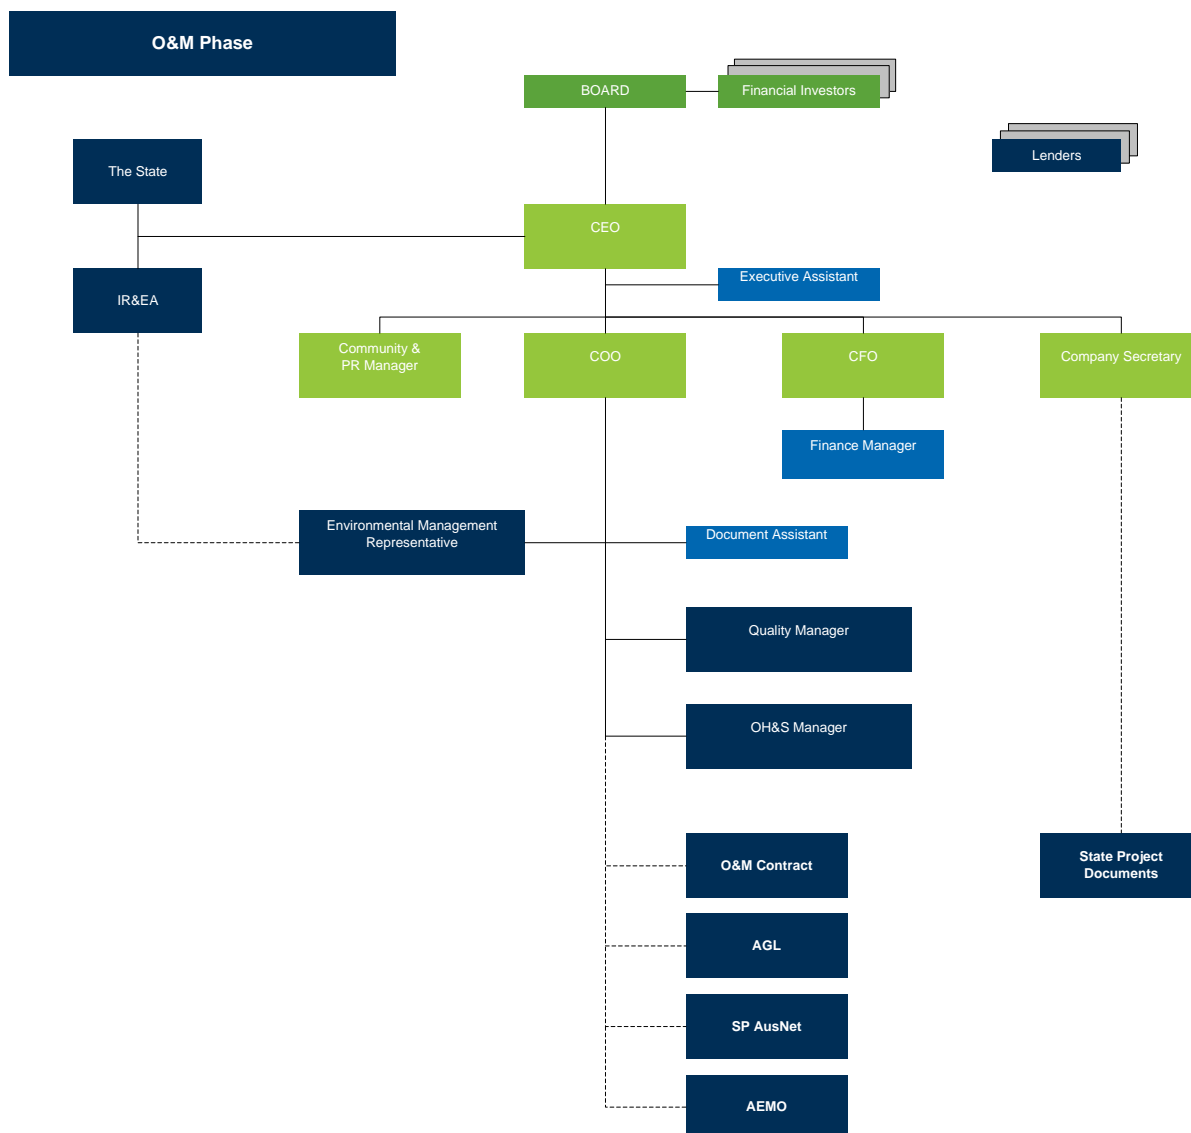 O&M Phase
BOARD
Financial Investors
Lenders
The State
CEO
Executive Assistant
IR&EA
Community &
PR Manager
COO
CFO
Company Secretary
Finance Manager
Environmental Management
Representative
Document Assistant
Quality Manager
OH&S Manager
O&M Contract
State Project
Documents
AGL
SP AusNet
AEMO